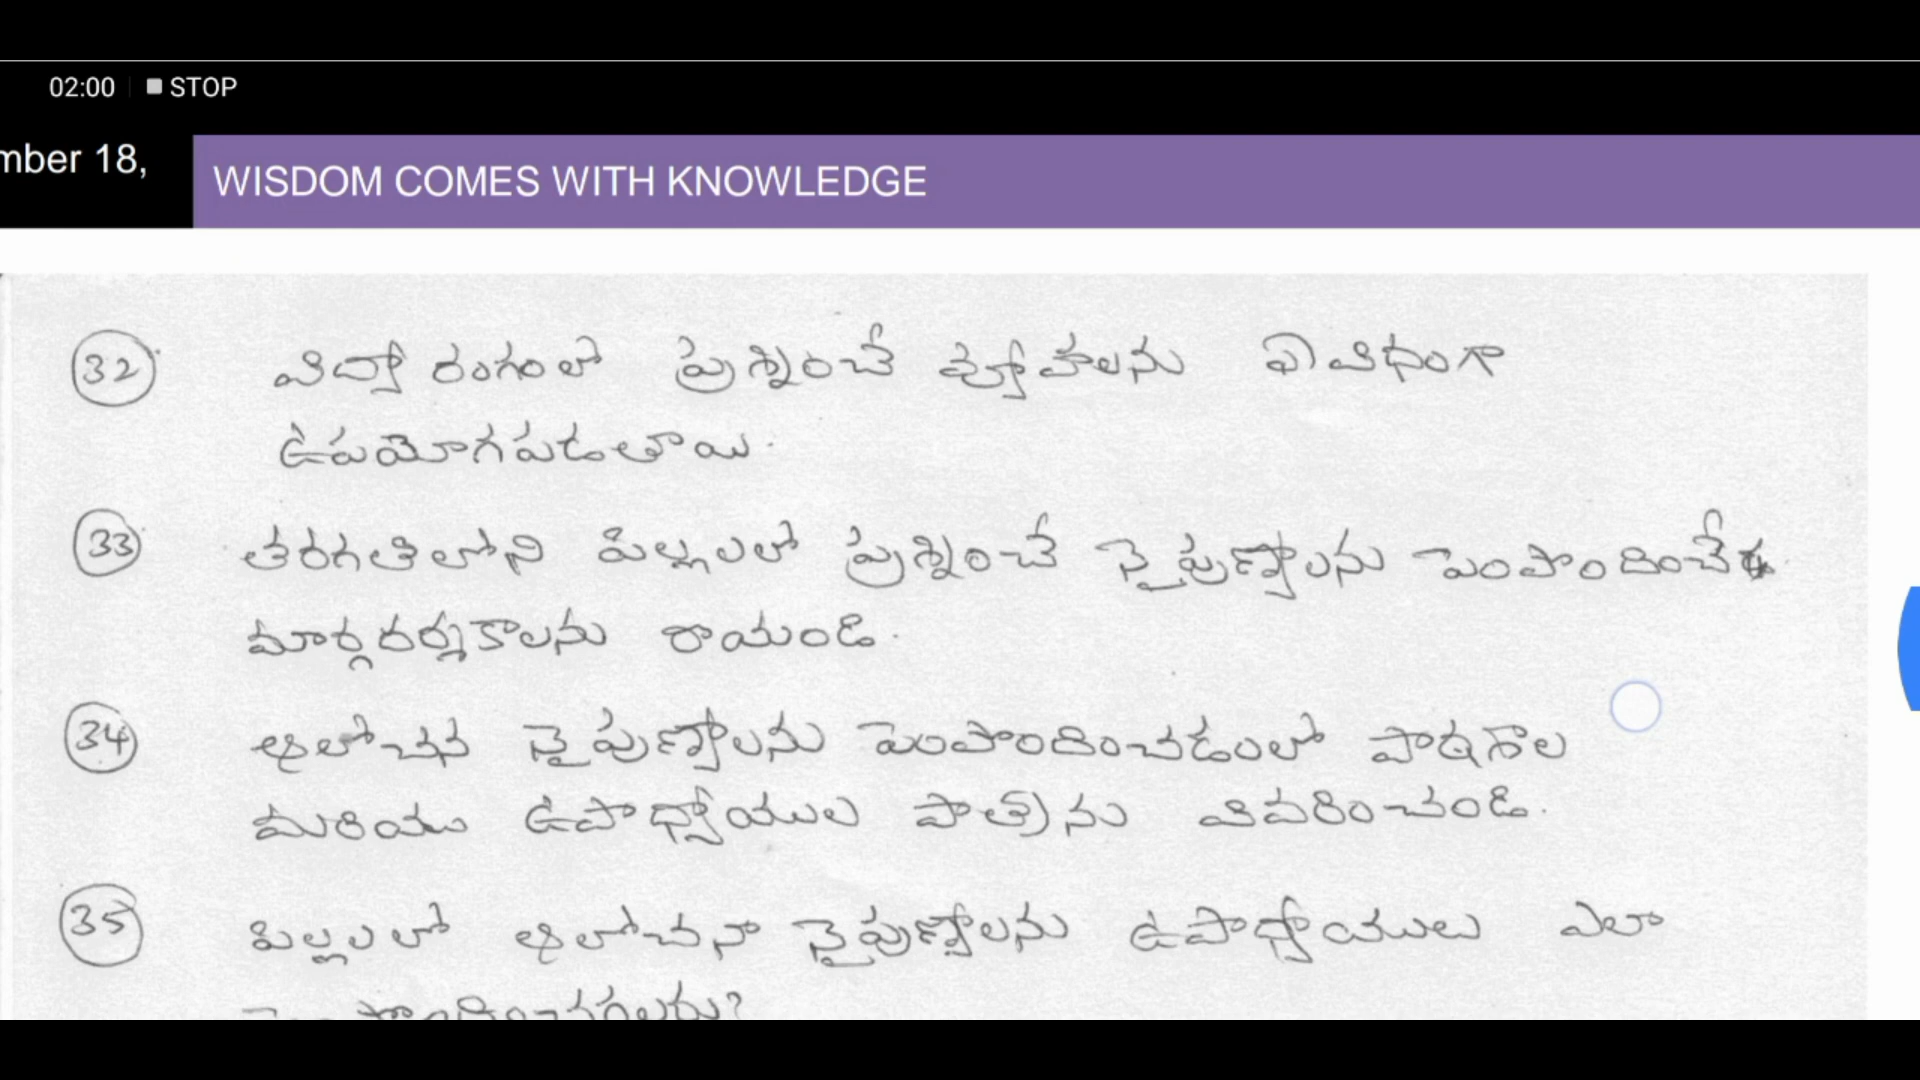 02:00 STOP
mber 18,
WISDOM COMES WITH KNOWLEDGE
32 విద్యా రంగంలో ప్రశ్నించే వ్యూహాలను ఏ విధంగా
ఉపయోగపడతాయి.
33 తరగతిలోని పిల్లలలో ప్రశ్నించే నైపుణ్యాలను పెంపొందించే
మార్గదర్శకాలను రాయండి.
34 ఆలోచన నైపుణ్యాలను పెంపొందించడంలో పాఠశాల
మరియు ఉపాధ్యాయుల పాత్రను వివరించండి.
35 పిల్లలలో ఆలోచనా నైపుణ్యాలను ఉపాధ్యాయులు ఎలా